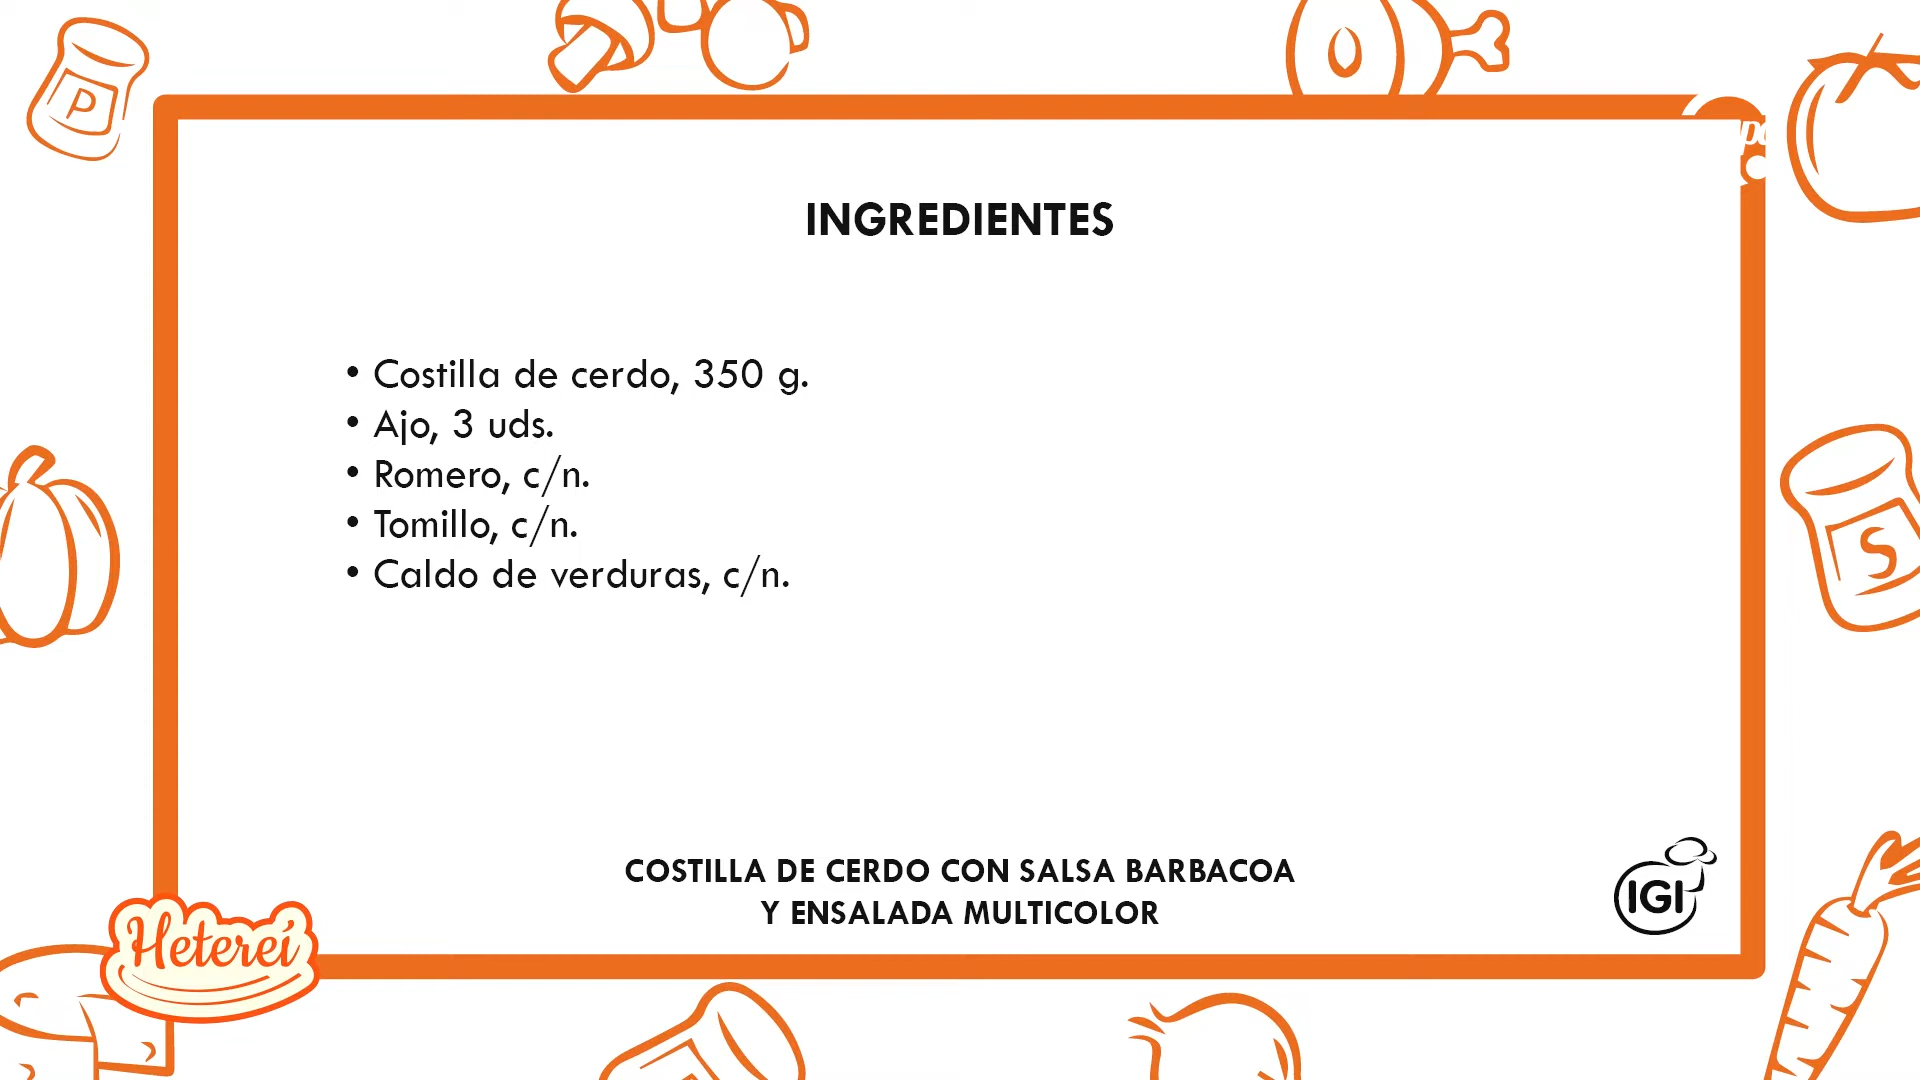 P
INGREDIENTES
• Costilla de cerdo, 350 g.
• Ajo, 3 uds.
• Romero, c/n.
• Tomillo, c/n.
• Caldo de verduras, c/n.
S
COSTILLA DE CERDO CON SALSA BARBACOA
Y ENSALADA MULTICOLOR
IGI
Htereí